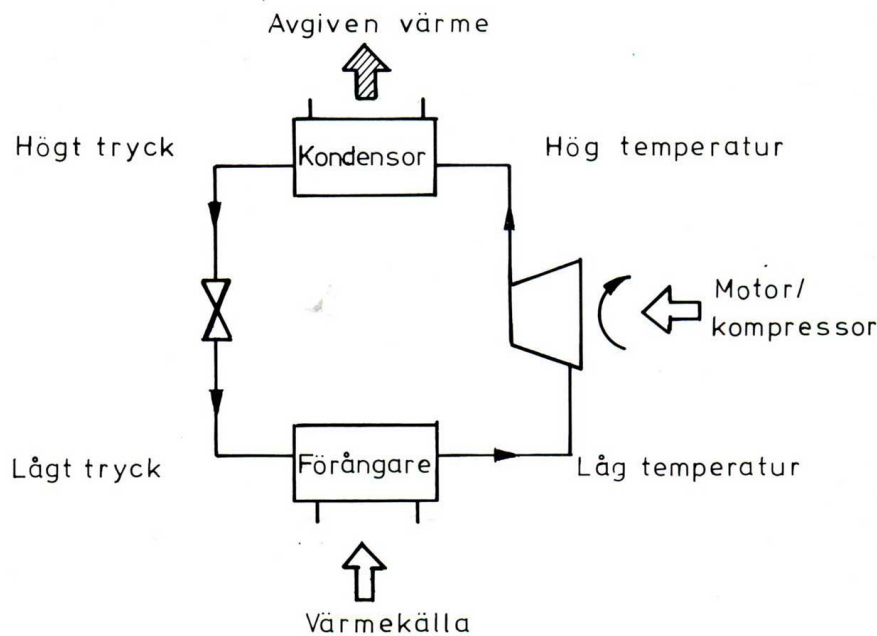 Avgiven värme
Högt tryck
Kondensor
Hög temperatur
Motor/
kompressor
Lågt tryck
Förångare
Låg temperatur
Värmekälla